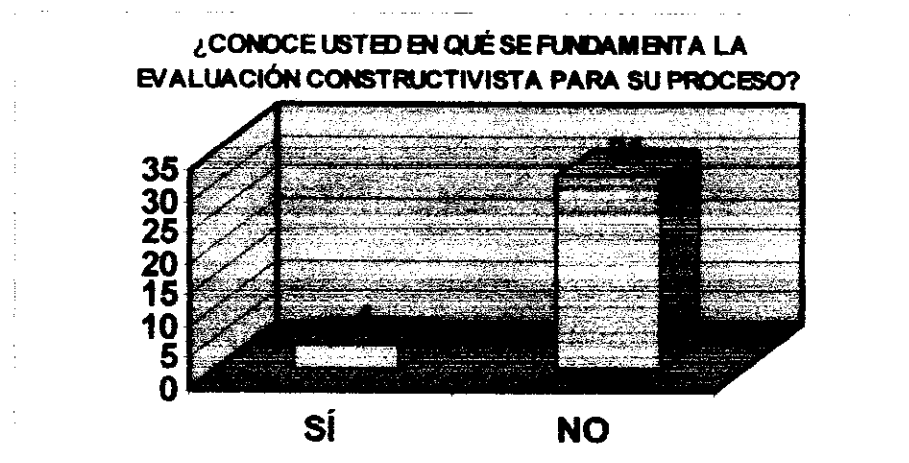 ¿CONOCE USTED EN QUÉ SE FUNDAMENTA LA
EVALUACIÓN CONSTRUCTIVISTA PARA SU PROCESO?
35
30
25
20
15
10
5
0
SÍ
NO